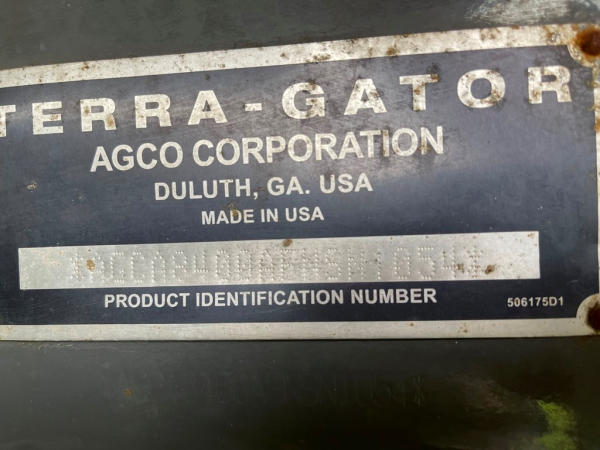 TERRA-GATOR
AGCO CORPORATION
DULUTH, GA. USA
MADE IN USA
PRODUCT IDENTIFICATION NUMBER
506175D1